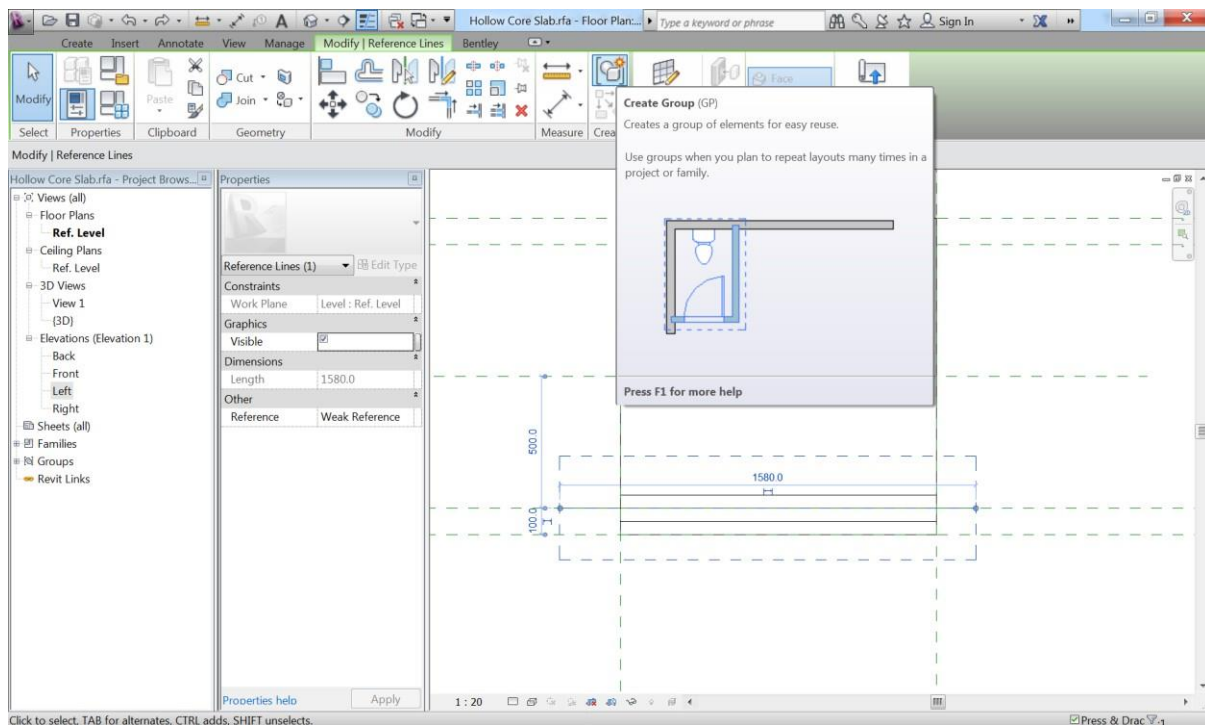 Hollow Core Slab.rfa - Floor Plan:...
Type a keyword or phrase
Sign In
Create Insert Annotate View Manage Modify | Reference Lines Bentley
Modify
Cut
Join
Paste
Face
Select Properties Clipboard Geometry Modify Measure Crea
Modify | Reference Lines
Create Group (GP)
Creates a group of elements for easy reuse.
Use groups when you plan to repeat layouts many times in a
project or family.
Press F1 for more help
Hollow Core Slab.rfa - Project Brows...
Views (all)
Floor Plans
Ref. Level
Ceiling Plans
Ref. Level
3D Views
View 1
{3D}
Elevations (Elevation 1)
Back
Front
Left
Right
Sheets (all)
Families
Groups
Revit Links
Properties
Reference Lines (1) Edit Type
Constraints
Work Plane Level : Ref. Level
Graphics
Visible
Dimensions
Length 1580.0
Other
Reference Weak Reference
Properties help Apply
500.0
1580.0
100.0
1 : 20
Click to select, TAB for alternates, CTRL adds, SHIFT unselects.
Press & Drac
:1